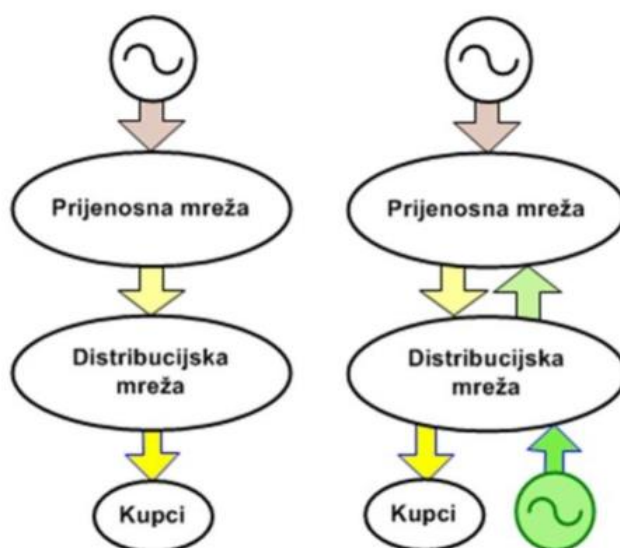 Prijenosna mreža
Distribucijska
mreža
Kupci
Prijenosna mreža
Distribucijska
mreža
Kupci